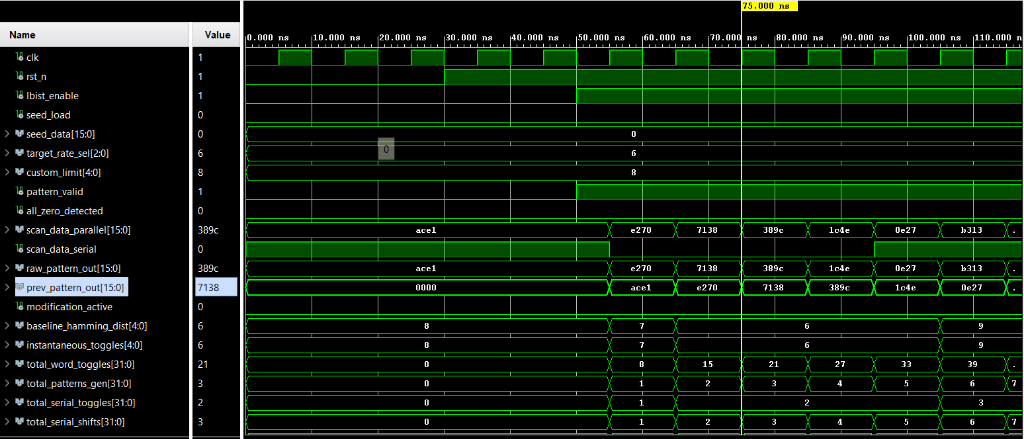 75.000 ns
Name Value 0.000 ns 10.000 ns 20.000 ns 30.000 ns 40.000 ns 50.000 ns 60.000 ns 70.000 ns 80.000 ns 90.000 ns 100.000 ns 110.000
clk 1
rst_n 1
lbist_enable 1
seed_load 0
seed_data[15:0] 0 0
target_rate_sel[2:0] 6 0 6
custom_limit[4:0] 8 8
pattern_valid 1
all_zero_detected 0
scan_data_parallel[15:0] 389c ace1 e270 7138 389c 1c4e 0e27 b313 .
scan_data_serial 0
raw_pattern_out[15:0] 389c ace1 e270 7138 389c 1c4e 0e27 b313 .
prev_pattern_out[15:0] 7138 0000 ace1 e270 7138 389c 1c4e 0e27 .
modification_active 0
baseline_hamming_dist[4:0] 6 8 7 6 9
instantaneous_toggles[4:0] 6 8 7 6 9
total_word_toggles[31:0] 21 0 8 15 21 27 33 39 .
total_patterns_gen[31:0] 3 0 1 2 3 4 5 6 7
total_serial_toggles[31:0] 2 0 1 2 3
total_serial_shifts[31:0] 3 0 1 2 3 4 5 6 7